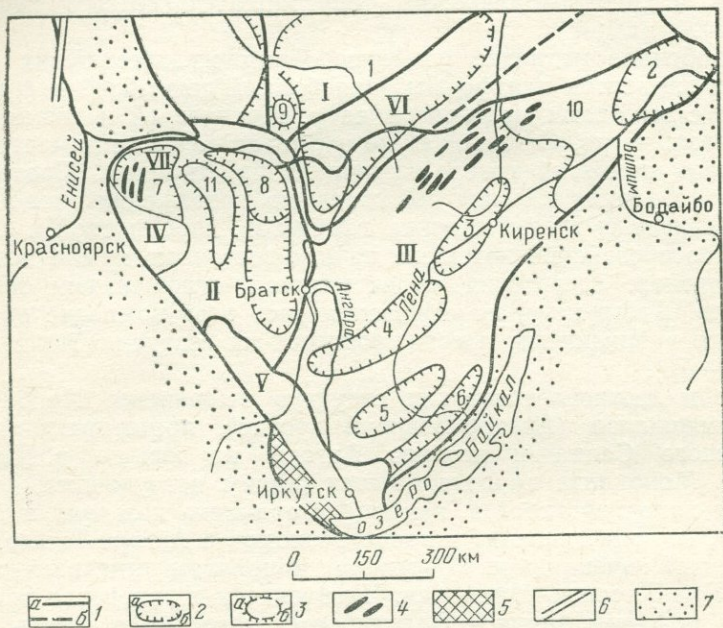 1
2
I
10
9
VI
Енисей
VII
7
11
8
Витим
Бодайбо
3
Киренск
Красноярск
IV
III
II
Братск
Ангара
Лена
4
V
5
6
Иркутск
озеро Байкал
0 150 300 км
а б 1 а б 2 а б 3 4 5 6 7